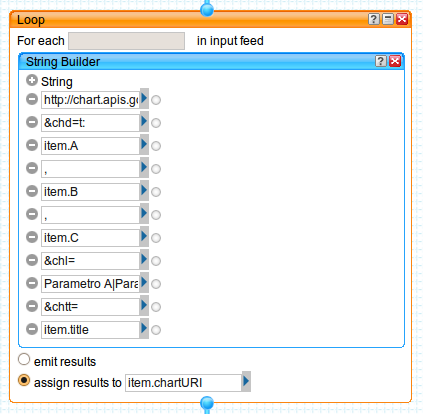 Loop
For each in input feed
String Builder
String
http://chart.apis.go
&chd=t:
item.A
,
item.B
,
item.C
&chl=
Parametro A|Para
&chtt=
item.title
emit results
assign results to item.chartURI